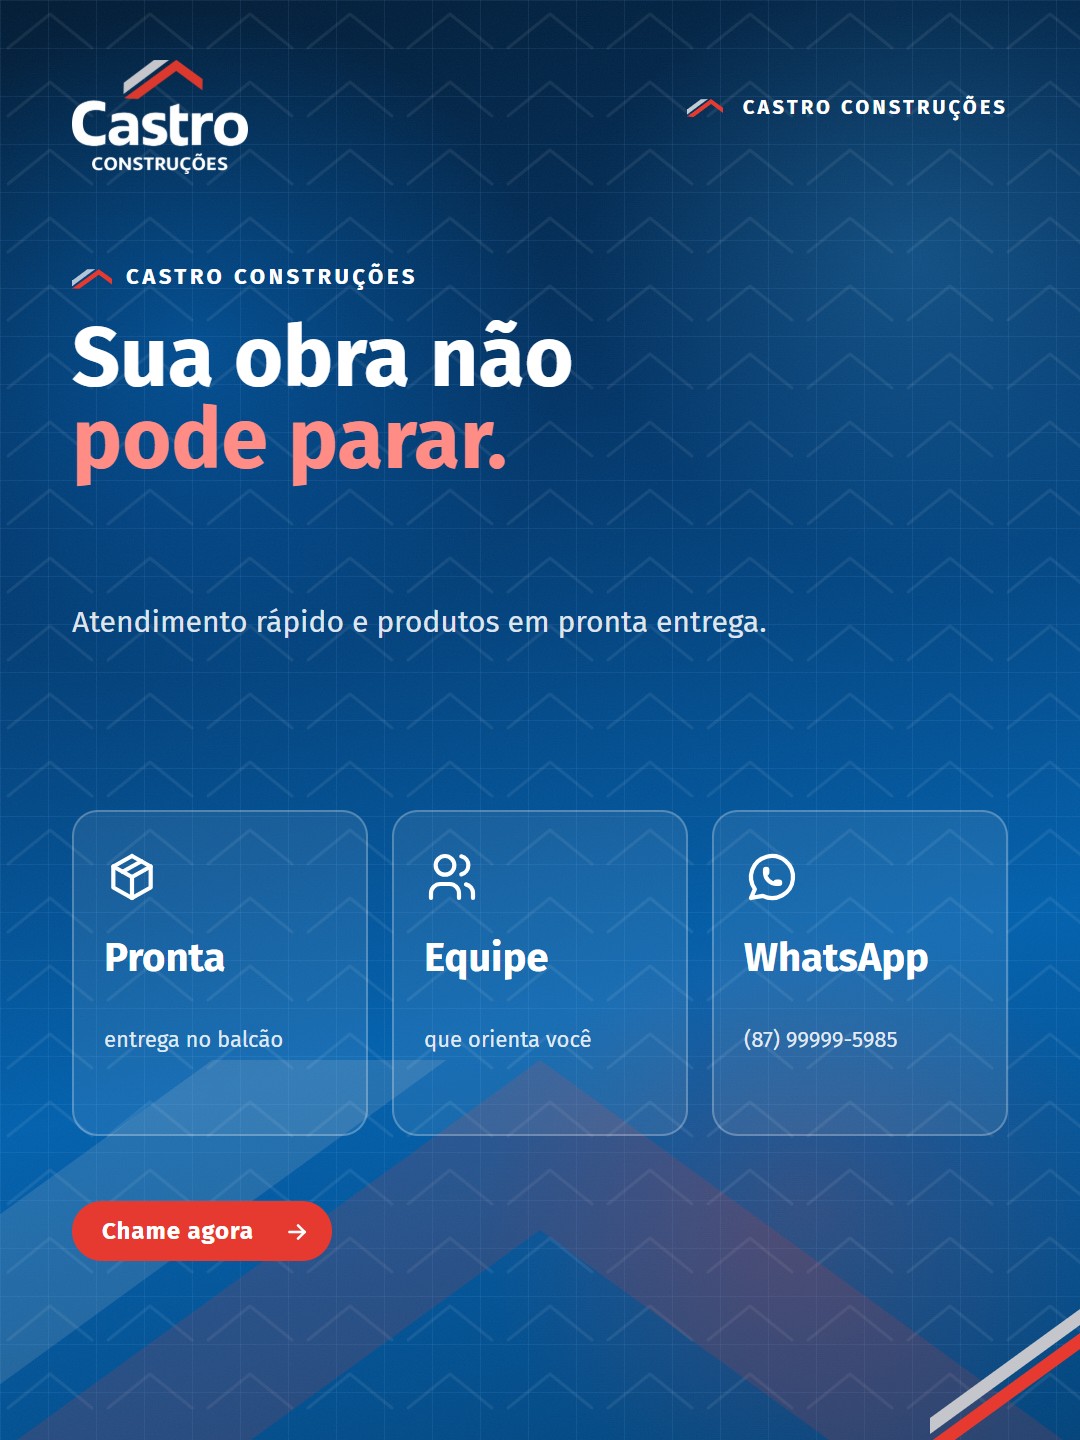 Castro
CONSTRUÇÕES
CASTRO CONSTRUÇÕES
CASTRO CONSTRUÇÕES
Sua obra não
pode parar.
Atendimento rápido e produtos em pronta entrega.
Pronta
entrega no balcão
Equipe
que orienta você
WhatsApp
(87) 99999-5985
Chame agora